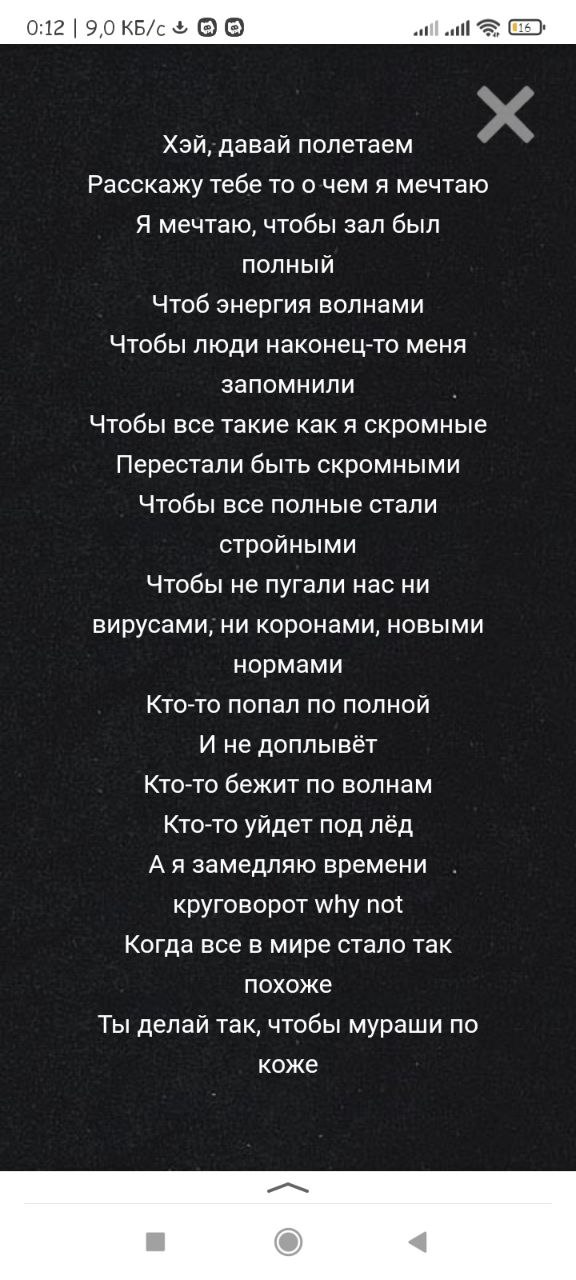 0:12 | 9,0 КБ/с
16
Хэй, давай полетаем
Расскажу тебе то о чем я мечтаю
Я мечтаю, чтобы зал был
полный
Чтоб энергия волнами
Чтобы люди наконец-то меня
запомнили
Чтобы все такие как я скромные
Перестали быть скромными
Чтобы все полные стали
стройными
Чтобы не пугали нас ни
вирусами, ни коронами, новыми
нормами
Кто-то попал по полной
И не доплывёт
Кто-то бежит по волнам
Кто-то уйдет под лёд
А я замедляю времени
круговорот why not
Когда все в мире стало так
похоже
Ты делай так, чтобы мураши по
коже